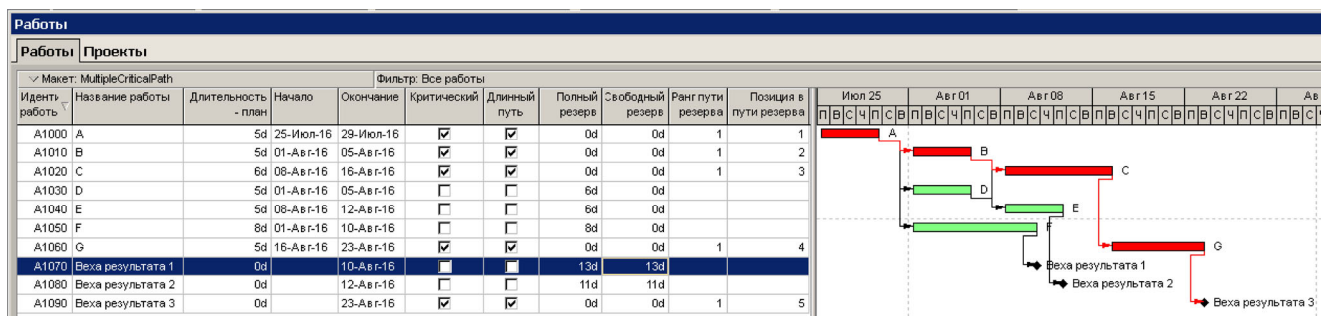 Работы
Работы Проекты
Макет: MultipleCriticalPath Фильтр: Все работы
Иденти Название работы Длительность Начало Окончание Критический Длинный Полный Свободный Ранг пути Позиция в Июл 25 Авг 01 Авг 08 Авг 15 Авг 22 Ав
работь - план путь резерв резерв резерва пути резерва П В С Ч П С В П В С Ч П С В П В С Ч П С В П В С Ч П С В П В С Ч П С В П В С
A1000 A 5d 25-Июл-16 29-Июл-16 0d 0d 1 1 A
A1010 B 5d 01-Авг-16 05-Авг-16 0d 0d 1 2 B
A1020 C 6d 08-Авг-16 16-Авг-16 0d 0d 1 3 C
A1030 D 5d 01-Авг-16 05-Авг-16 6d 0d D
A1040 E 5d 08-Авг-16 12-Авг-16 6d 0d E
A1050 F 8d 01-Авг-16 10-Авг-16 8d 0d F
A1060 G 5d 16-Авг-16 23-Авг-16 0d 0d 1 4 G
A1070 Веха результата 1 0d 10-Авг-16 13d 13d Веха результата 1
A1080 Веха результата 2 0d 12-Авг-16 11d 11d Веха результата 2
A1090 Веха результата 3 0d 23-Авг-16 0d 0d 1 5 Веха результата 3